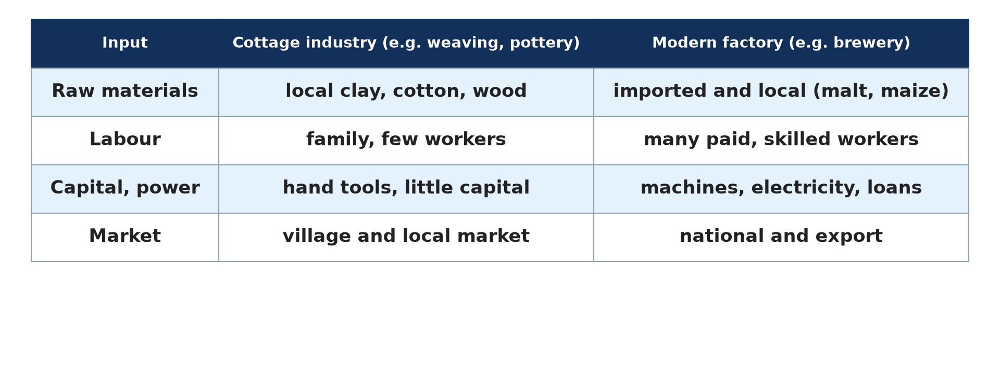 Input Cottage industry (e.g. weaving, pottery) Modern factory (e.g. brewery)
Raw materials local clay, cotton, wood imported and local (malt, maize)
Labour family, few workers many paid, skilled workers
Capital, power hand tools, little capital machines, electricity, loans
Market village and local market national and export